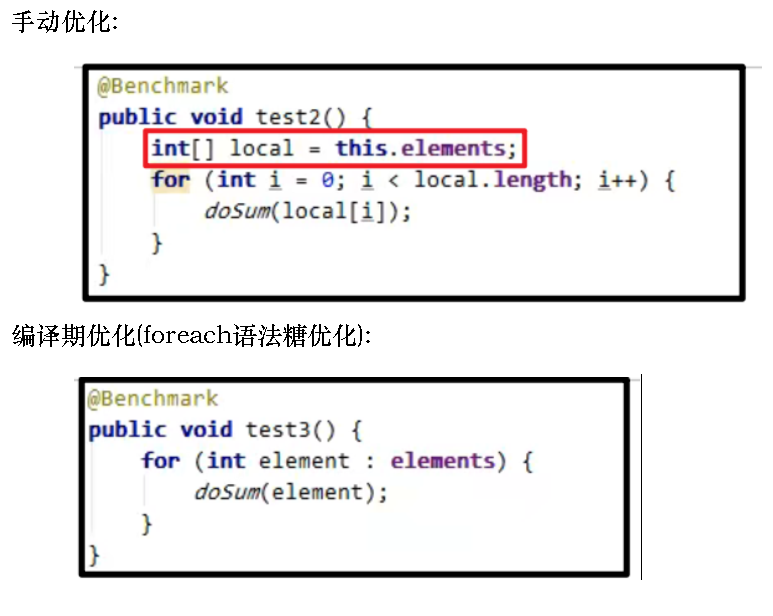 手动优化:
@Benchmark
public void test2() {
int[] local = this.elements;
for (int i = 0; i < local.length; i++) {
doSum(local[i]);
}
}
编译期优化(foreach语法糖优化):
@Benchmark
public void test3() {
for (int element : elements) {
doSum(element);
}
}